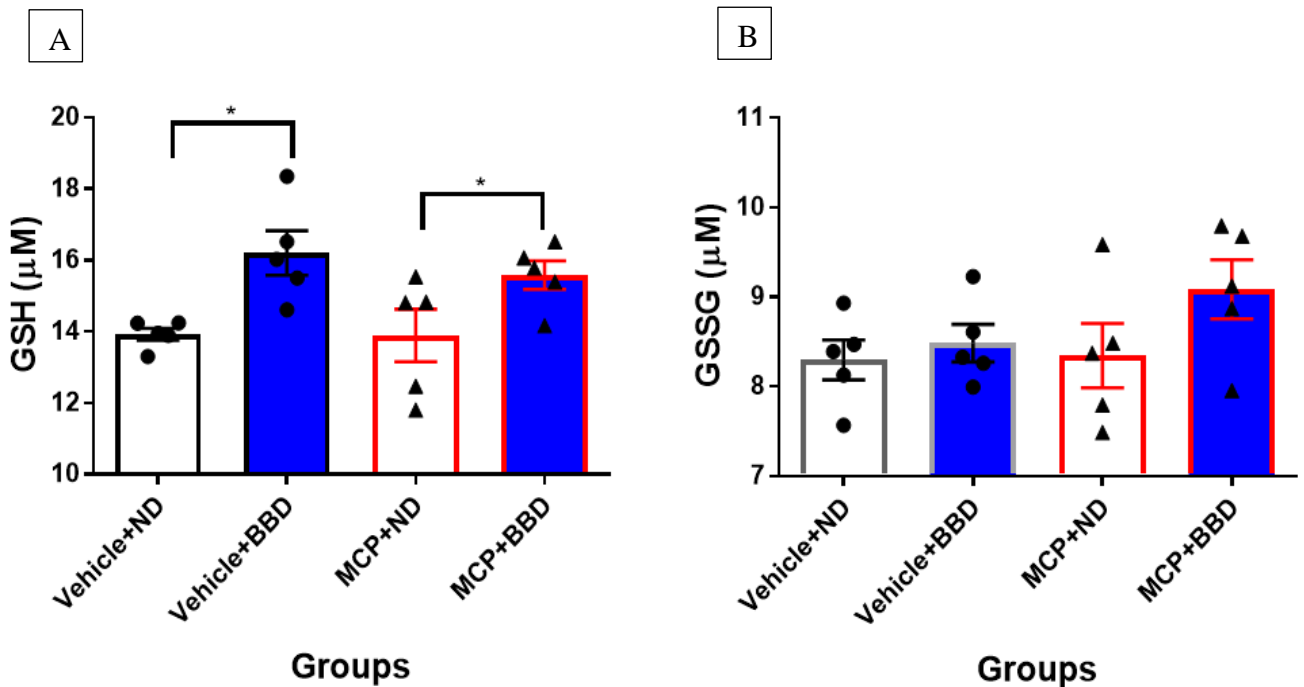 A
B
*
*
GSH (μM)
20
18
16
14
12
10
Vehicle+ND
Vehicle+BBD
MCP+ND
MCP+BBD
Groups
GSSG (μM)
11
10
9
8
7
Vehicle+ND
Vehicle+BBD
MCP+ND
MCP+BBD
Groups